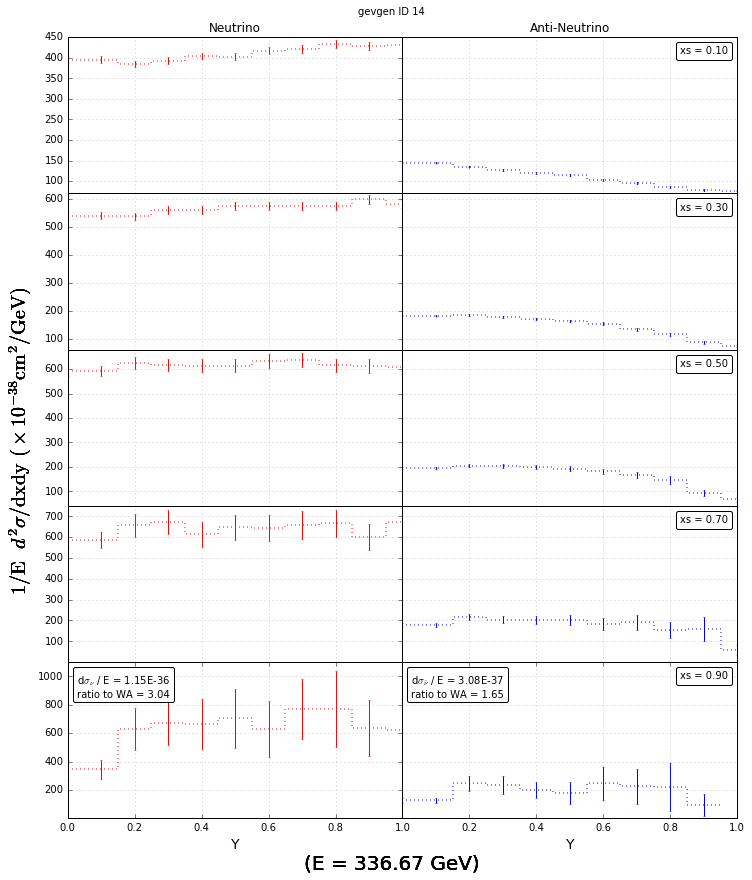 gevgen ID 14
Neutrino
Anti-Neutrino
450
400
350
300
250
200
150
100
xs = 0.10
600
500
400
300
200
100
xs = 0.30
600
500
400
300
200
100
xs = 0.50
700
600
500
400
300
200
100
xs = 0.70
1000
800
600
400
200
dσ_ν / E = 1.15E-36
ratio to WA = 3.04
dσ_ν̄ / E = 3.08E-37
ratio to WA = 1.65
xs = 0.90
1/E d²σ/dxdy (×10⁻³⁸cm²/GeV)
0.0 0.2 0.4 0.6 0.8 1.0 0.2 0.4 0.6 0.8 1.0
Y Y
(E = 336.67 GeV)